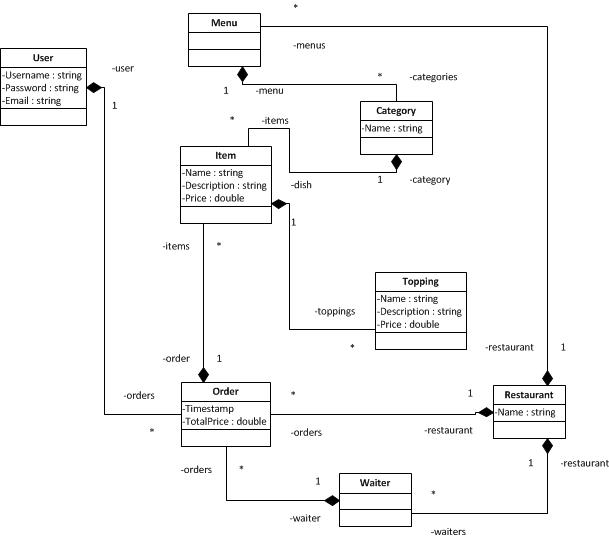 Menu
*
-menus
User
-Username : string
-Password : string
-Email : string
-user
1
1
-menu
*
-categories
Category
-Name : string
*
-items
Item
-Name : string
-Description : string
-Price : double
-dish
1
-category
1
-items
*
Topping
-Name : string
-Description : string
-Price : double
-toppings
*
-restaurant
1
-order
1
Order
-Timestamp
-TotalPrice : double
-orders
*
*
-orders
1
-restaurant
Restaurant
-Name : string
-orders
*
1
-waiter
Waiter
*
-waiters
1
-restaurant